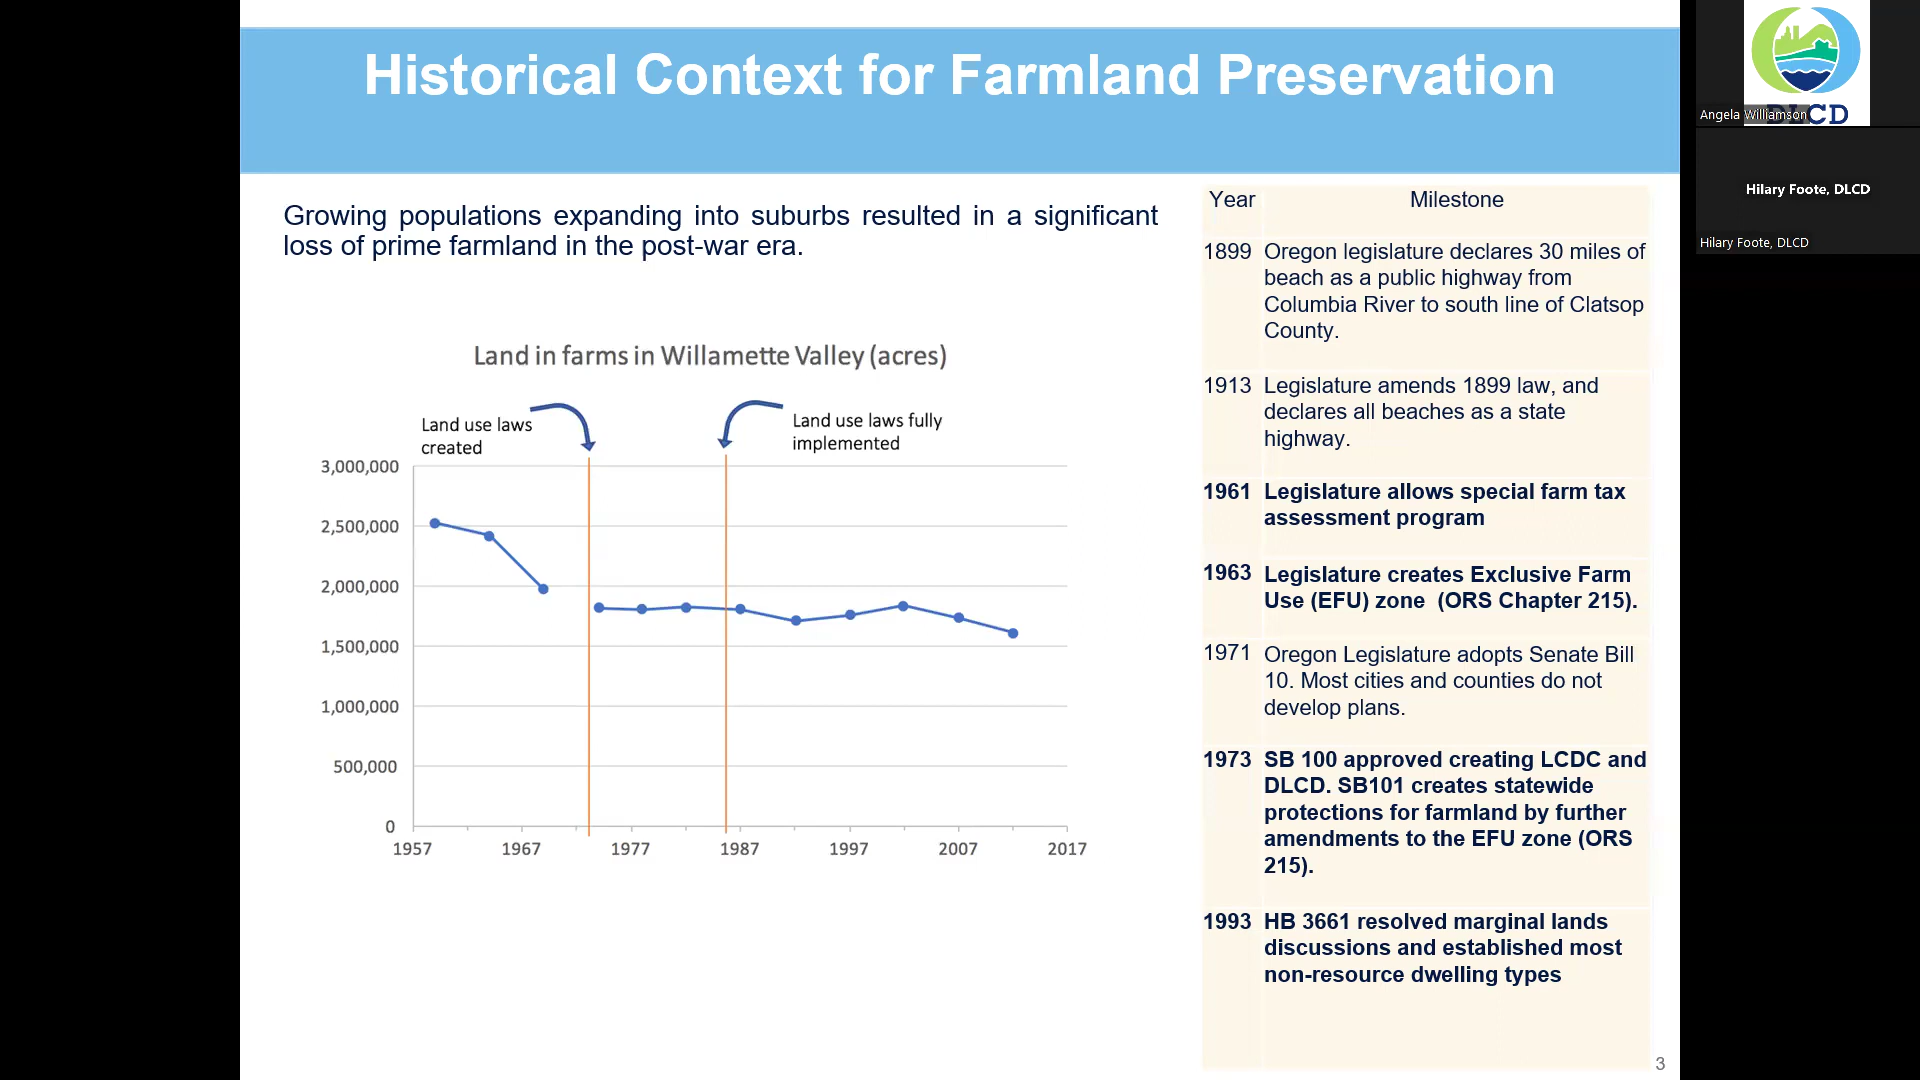 Historical Context for Farmland Preservation
Growing populations expanding into suburbs resulted in a significant
loss of prime farmland in the post-war era.
Land in farms in Willamette Valley (acres)
Land use laws
created
Land use laws fully
implemented
3,000,000
2,500,000
2,000,000
1,500,000
1,000,000
500,000
0
1957 1967 1977 1987 1997 2007 2017
Year Milestone
1899 Oregon legislature declares 30 miles of
beach as a public highway from
Columbia River to south line of Clatsop
County.
1913 Legislature amends 1899 law, and
declares all beaches as a state
highway.
1961 Legislature allows special farm tax
assessment program
1963 Legislature creates Exclusive Farm
Use (EFU) zone (ORS Chapter 215).
1971 Oregon Legislature adopts Senate Bill
10. Most cities and counties do not
develop plans.
1973 SB 100 approved creating LCDC and
DLCD. SB101 creates statewide
protections for farmland by further
amendments to the EFU zone (ORS
215).
1993 HB 3661 resolved marginal lands
discussions and established most
non-resource dwelling types
3
DLCD
Angela Williamson
Hilary Foote, DLCD
Hilary Foote, DLCD